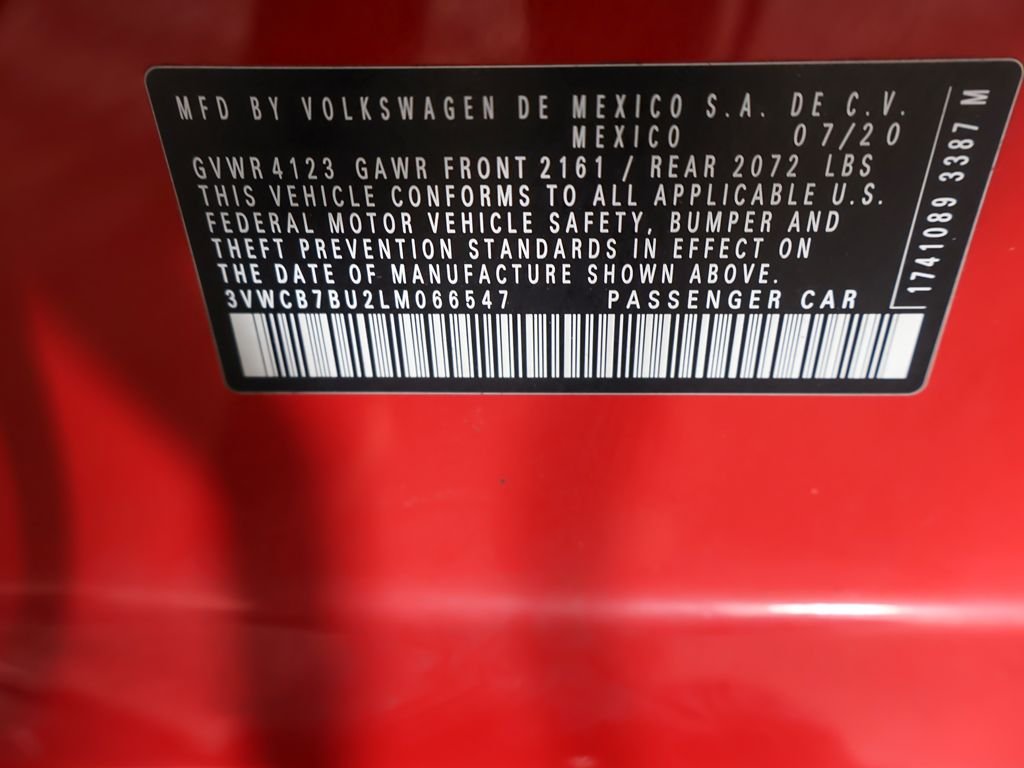 MFD BY VOLKSWAGEN DE MEXICO S.A. DE C.V.
MEXICO 07/20
GVWR 4123 GAWR FRONT 2161 / REAR 2072 LBS
THIS VEHICLE CONFORMS TO ALL APPLICABLE U.S.
FEDERAL MOTOR VEHICLE SAFETY, BUMPER AND
THEFT PREVENTION STANDARDS IN EFFECT ON
THE DATE OF MANUFACTURE SHOWN ABOVE.
3VWCB7BU2LM066547 PASSENGER CAR
1741089 3387 M